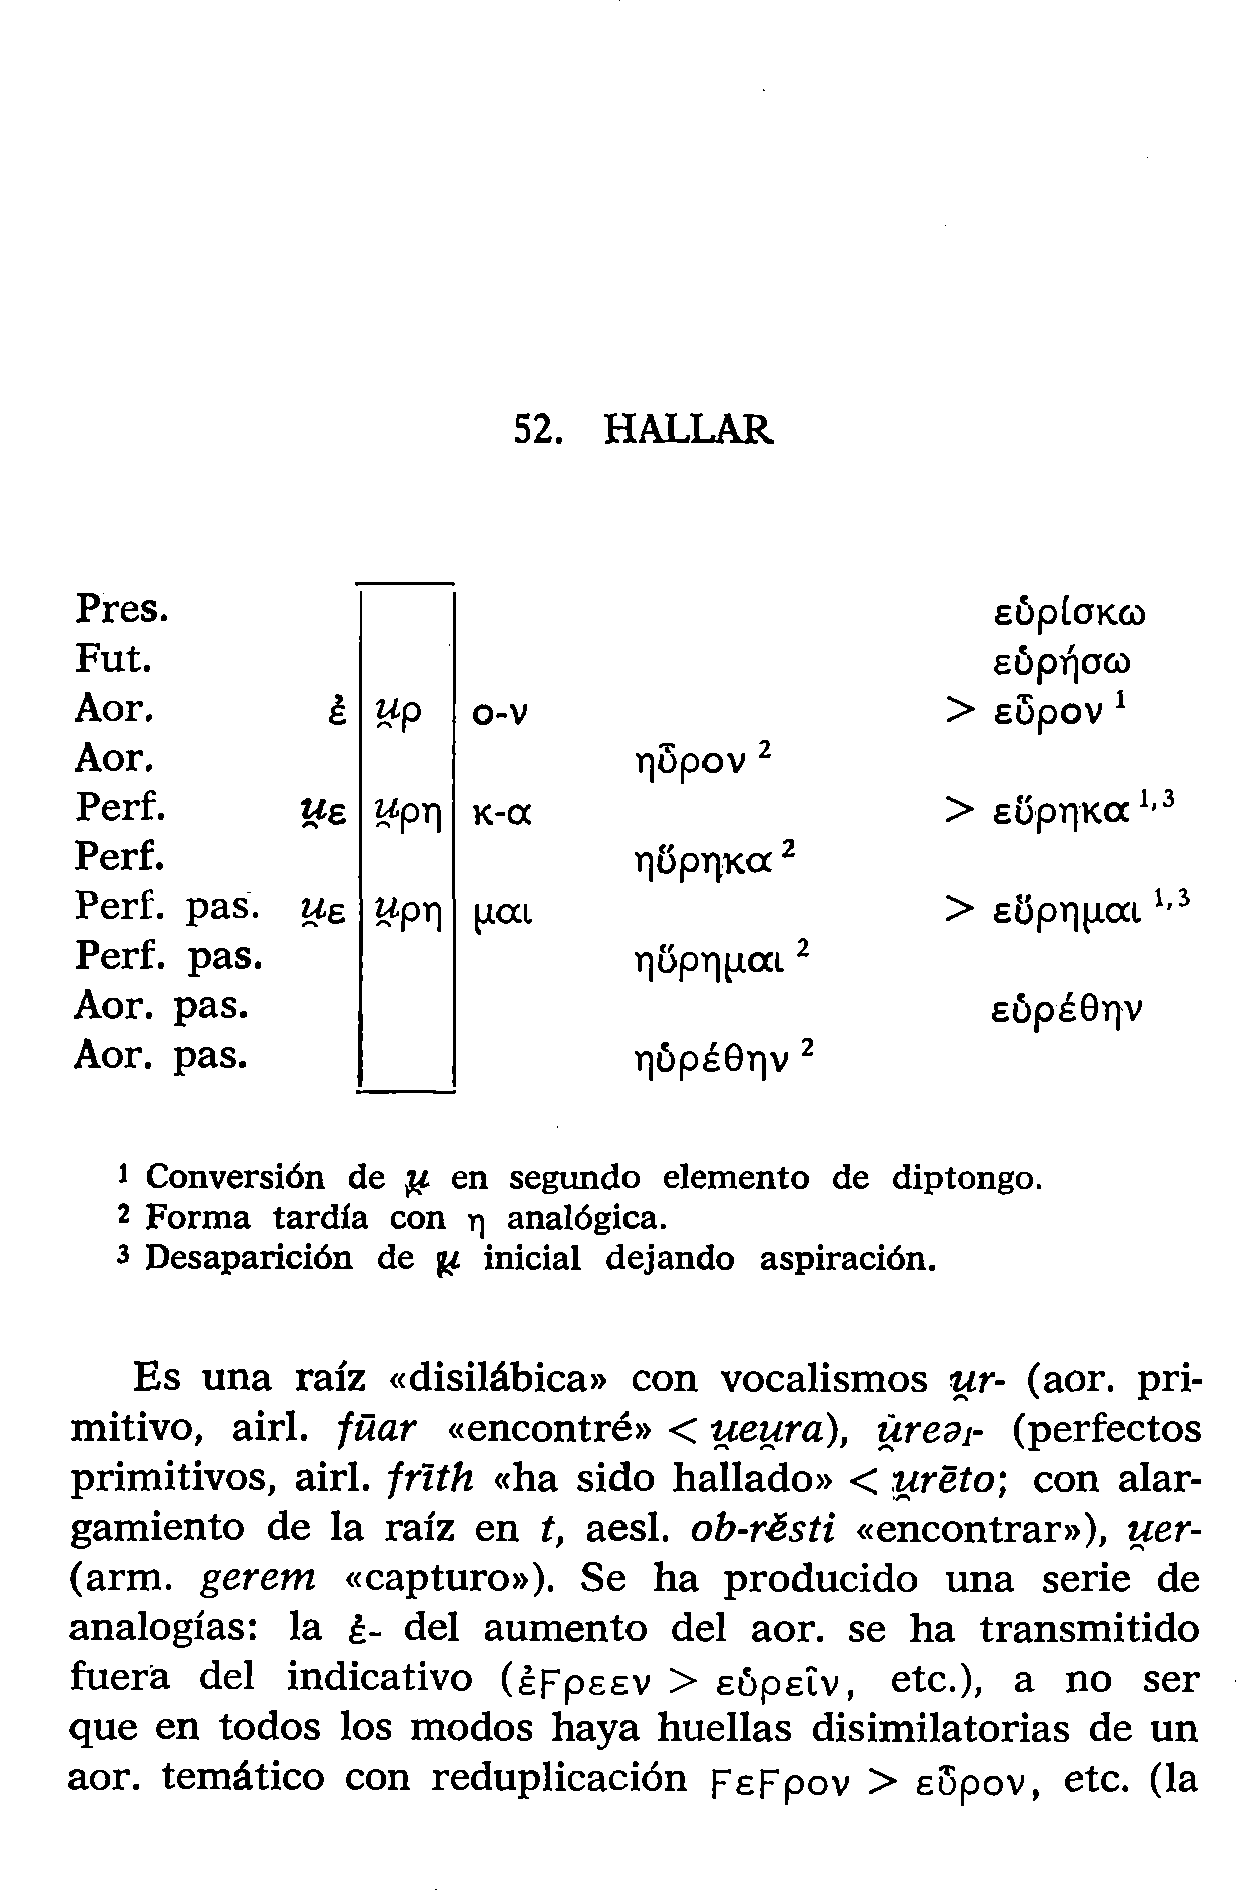 52. HALLAR
Pres. εὑρίσκω
Fut. εὑρήσω
Aor. ἐ u̯ρ ο-ν > εὗρον ¹
Aor. ηὗρον ²
Perf. u̯ε u̯ρη κ-α > εὕρηκα ¹,³
Perf. ηὕρηκα ²
Perf. pas. u̯ε u̯ρη μαι > εὕρημαι ¹,³
Perf. pas. ηὕρημαι ²
Aor. pas. εὑρέθην
Aor. pas. ηὑρέθην ²
¹ Conversión de u̯ en segundo elemento de diptongo.
² Forma tardía con η analógica.
³ Desaparición de u̯ inicial dejando aspiración.
Es una raíz «disilábica» con vocalismos u̯r- (aor. pri-
mitivo, airl. fūar «encontré» < u̯eu̯ra), u̯reə₁- (perfectos
primitivos, airl. frīth «ha sido hallado» < u̯rēto; con alar-
gamiento de la raíz en t, aesl. ob-rěsti «encontrar»), u̯er-
(arm. gerem «capturo»). Se ha producido una serie de
analogías: la ἐ- del aumento del aor. se ha transmitido
fuera del indicativo (ἐϝρεεν > εὑρεῖν, etc.), a no ser
que en todos los modos haya huellas disimilatorias de un
aor. temático con reduplicación ϝεϝρον > εὗρον, etc. (la